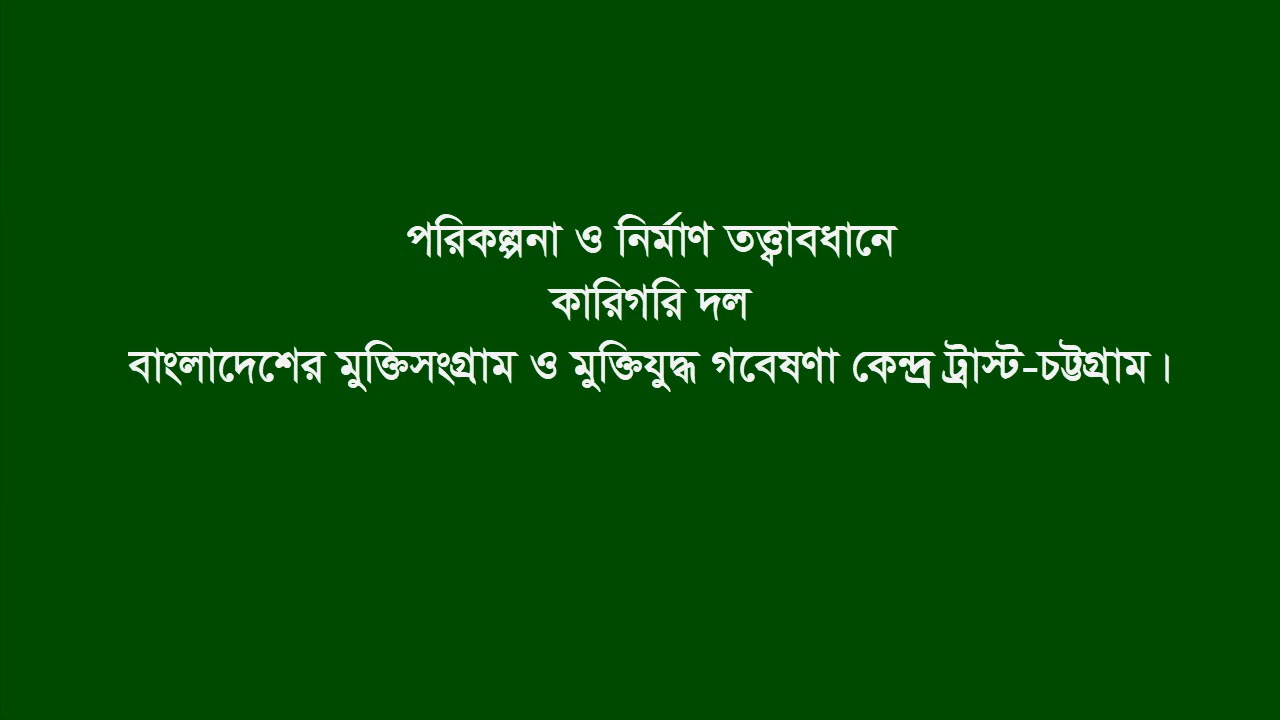 পরিকল্পনা ও নির্মাণ তত্ত্বাবধানে
কারিগরি দল
বাংলাদেশের মুক্তিসংগ্রাম ও মুক্তিযুদ্ধ গবেষণা কেন্দ্র ট্রাস্ট-চট্টগ্রাম।